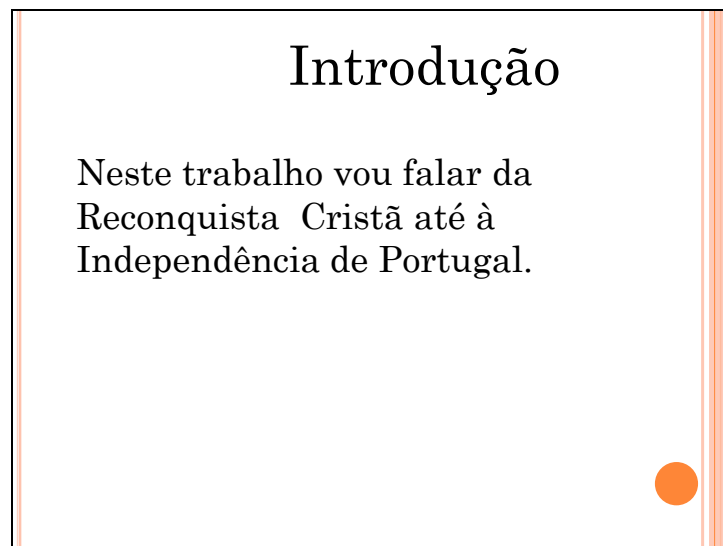 Introdução
Neste trabalho vou falar da
Reconquista  Cristã até à
Independência de Portugal.